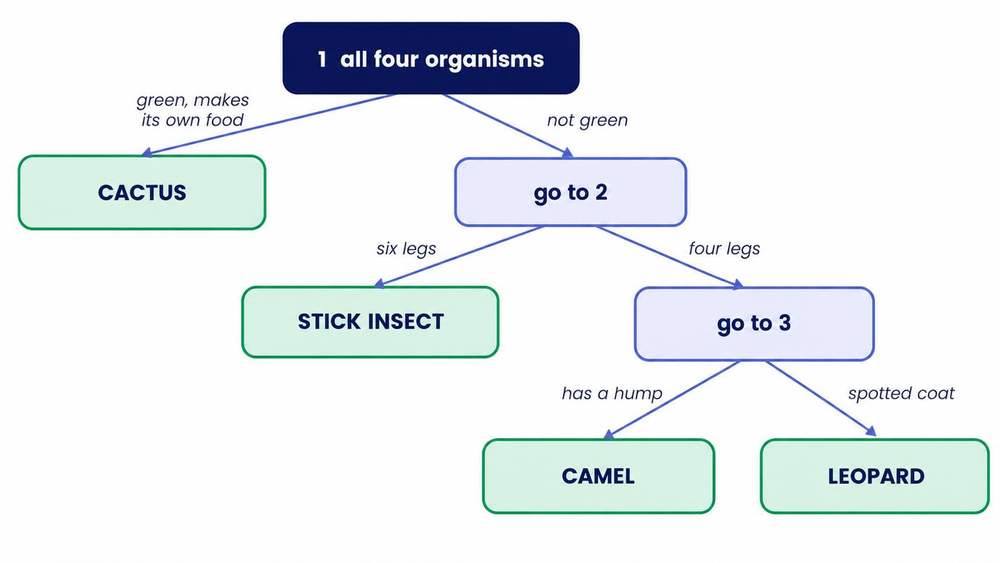 1 all four organisms
green, makes
its own food
not green
CACTUS
go to 2
six legs
four legs
STICK INSECT
go to 3
has a hump
spotted coat
CAMEL
LEOPARD